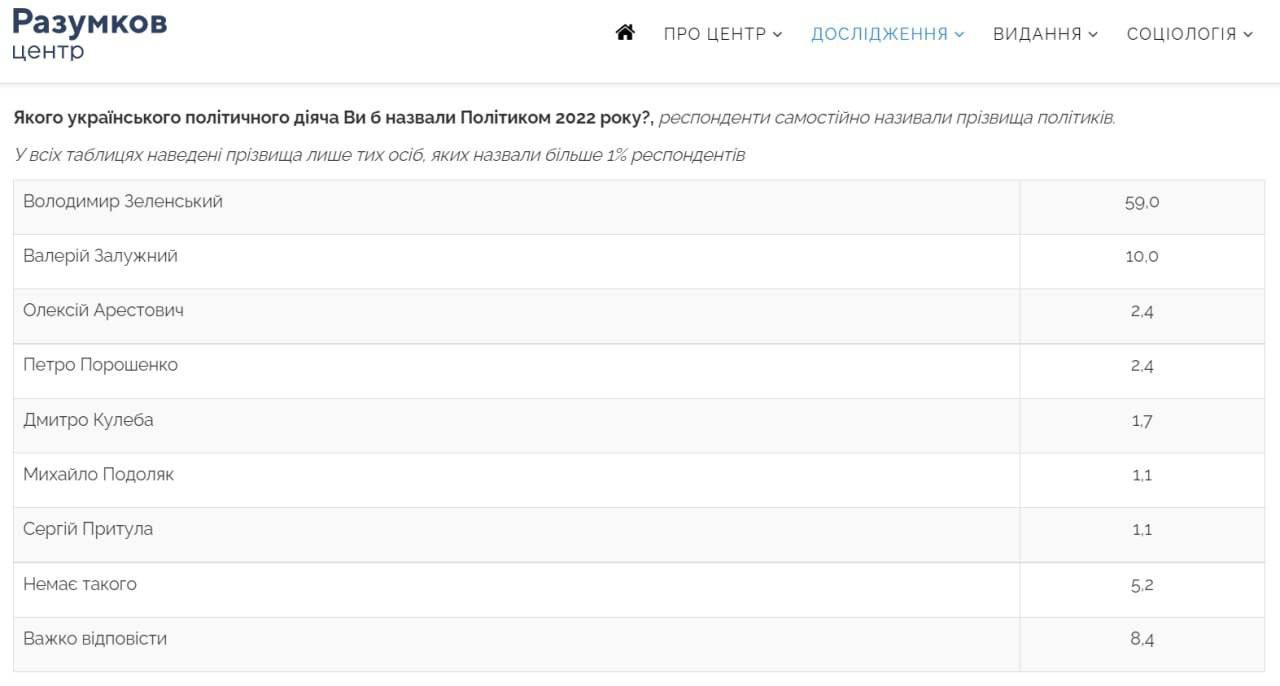 Разумков
центр
ПРО ЦЕНТР
ДОСЛІДЖЕННЯ
ВИДАННЯ
СОЦІОЛОГІЯ
Якого українського політичного діяча Ви б назвали Політиком 2022 року?, респонденти самостійно називали прізвища політиків.
У всіх таблицях наведені прізвища лише тих осіб, яких назвали більше 1% респондентів
Володимир Зеленський 59,0
Валерій Залужний 10,0
Олексій Арестович 2,4
Петро Порошенко 2,4
Дмитро Кулеба 1,7
Михайло Подоляк 1,1
Сергій Притула 1,1
Немає такого 5,2
Важко відповісти 8,4